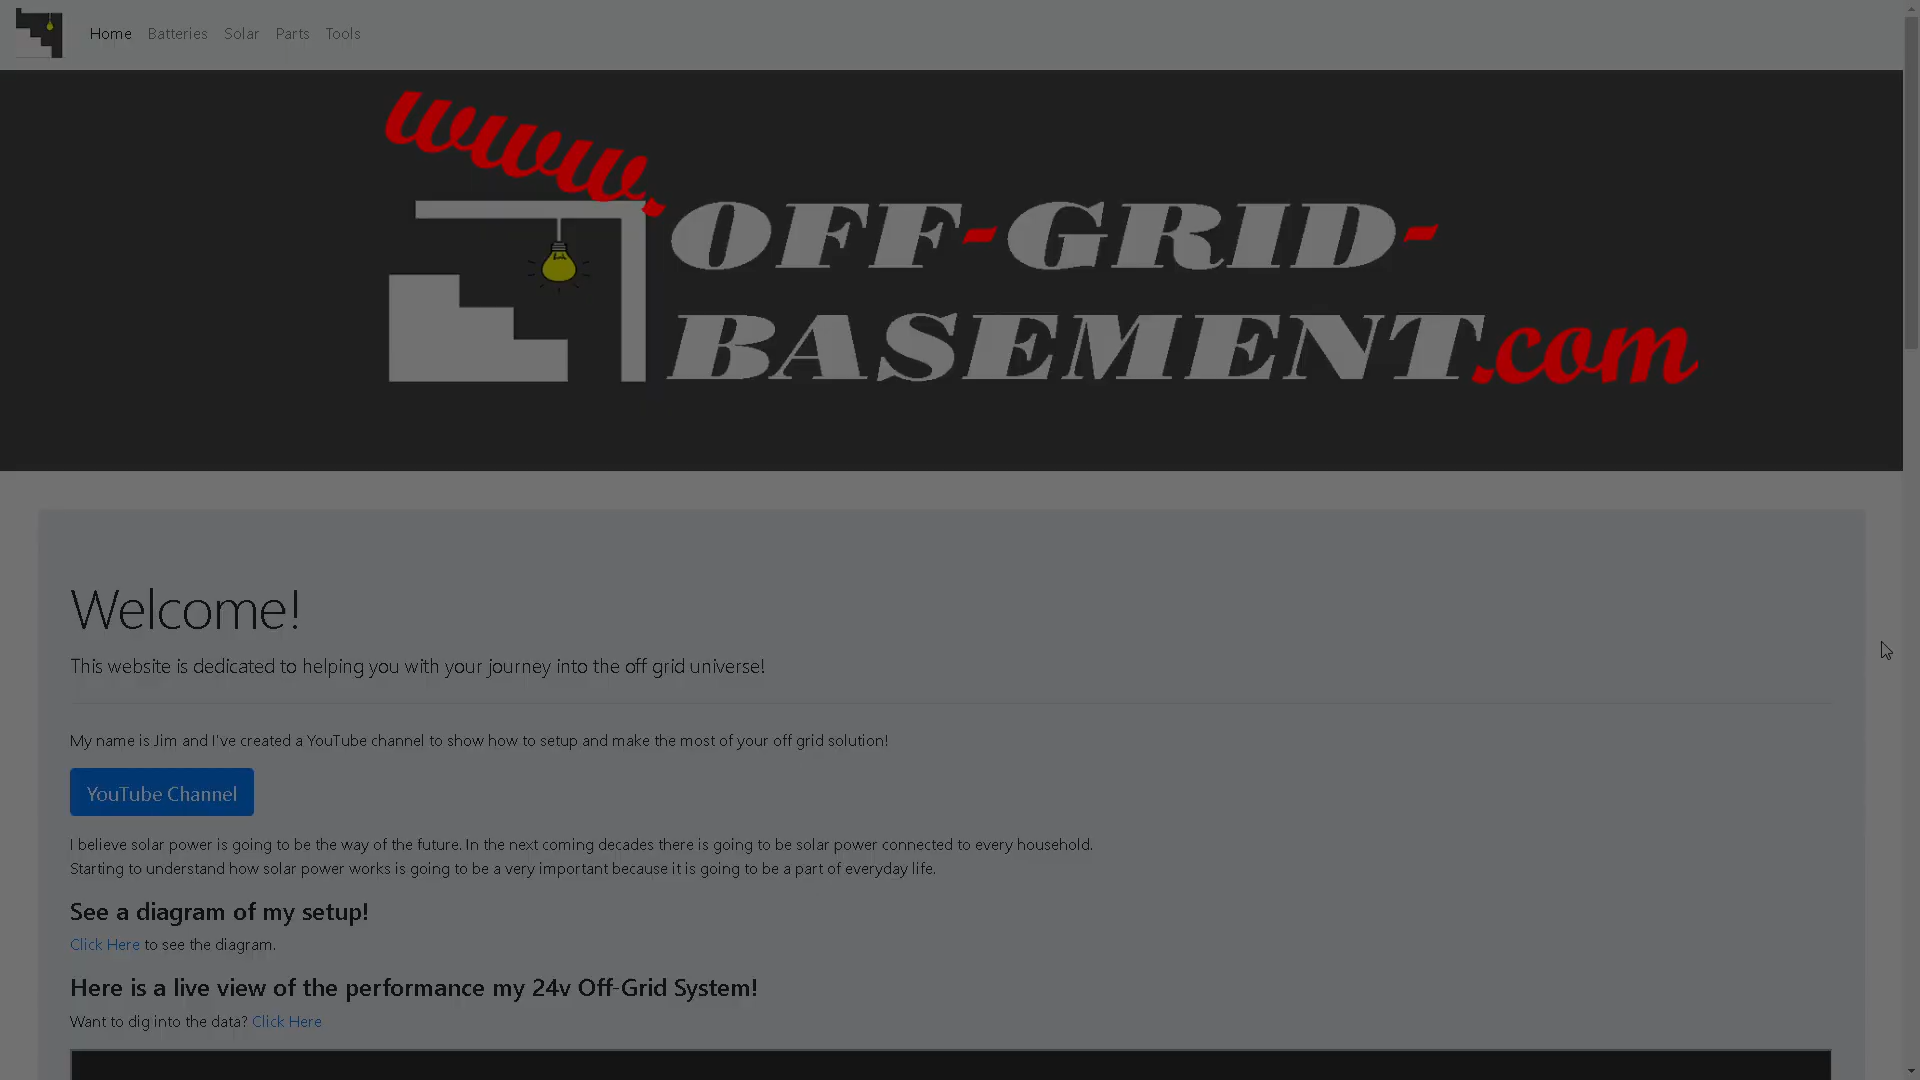 Home Batteries Solar Parts Tools
www.
OFF-GRID-
BASEMENT.com
Welcome!
This website is dedicated to helping you with your journey into the off grid universe!
My name is Jim and I've created a YouTube channel to show how to setup and make the most of your off grid solution!
YouTube Channel
I believe solar power is going to be the way of the future. In the next coming decades there is going to be solar power connected to every household.
Starting to understand how solar power works is going to be a very important because it is going to be a part of everyday life.
See a diagram of my setup!
Click Here to see the diagram.
Here is a live view of the performance my 24v Off-Grid System!
Want to dig into the data? Click Here